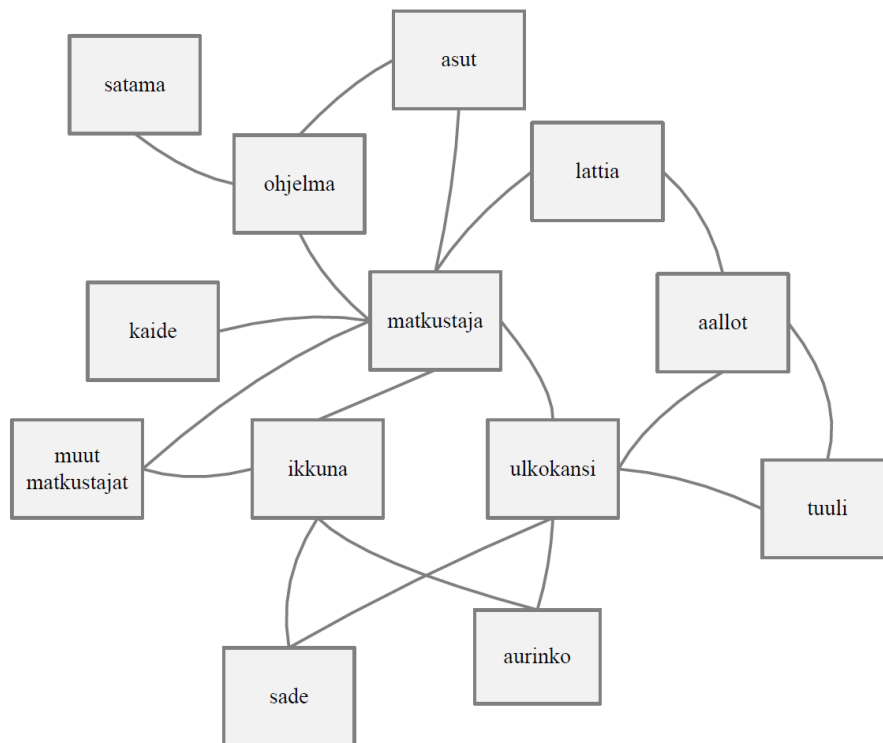 asut
satama
lattia
ohjelma
matkustaja
aallot
kaide
muut
matkustajat
ikkuna
ulkokansi
tuuli
aurinko
sade